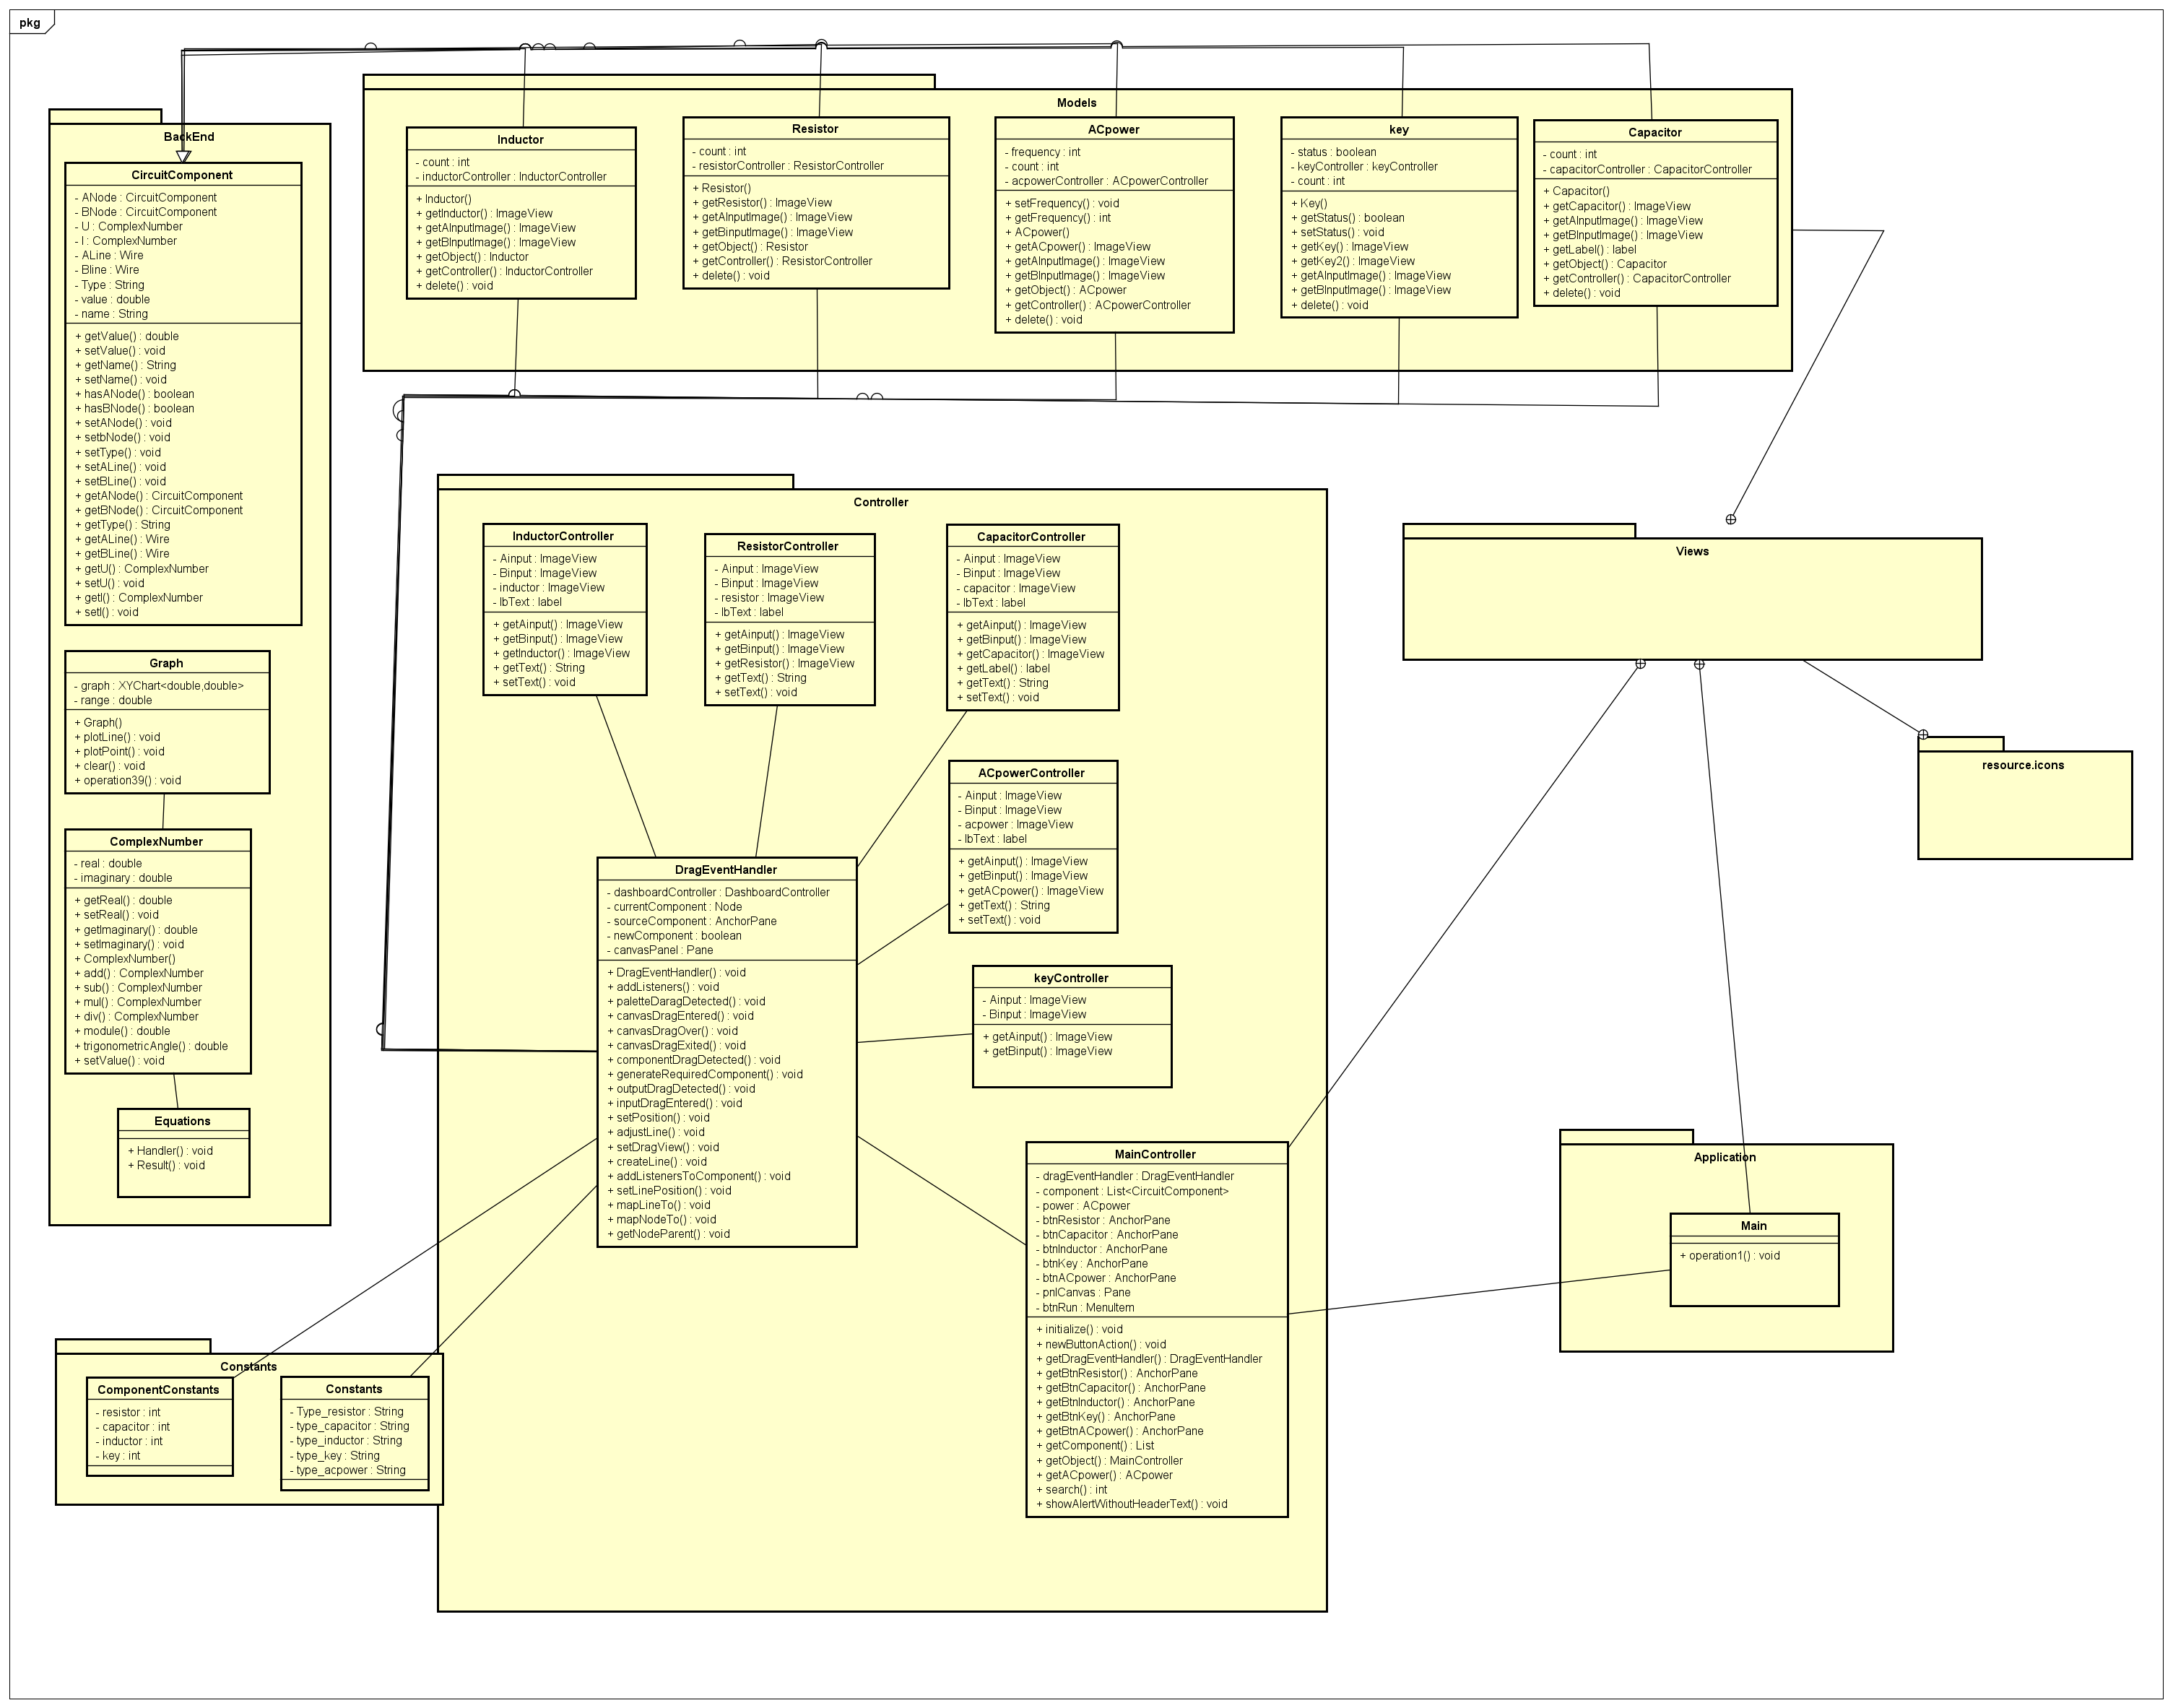 pkg
BackEnd
CircuitComponent
- ANode : CircuitComponent
- BNode : CircuitComponent
- U : ComplexNumber
- I : ComplexNumber
- ALine : Wire
- Bline : Wire
- Type : String
- value : double
- name : String
+ getValue() : double
+ setValue() : void
+ getName() : String
+ setName() : void
+ hasANode() : boolean
+ hasBNode() : boolean
+ setANode() : void
+ setbNode() : void
+ setType() : void
+ setALine() : void
+ setBLine() : void
+ getANode() : CircuitComponent
+ getBNode() : CircuitComponent
+ getType() : String
+ getALine() : Wire
+ getBLine() : Wire
+ getU() : ComplexNumber
+ setU() : void
+ getI() : ComplexNumber
+ setI() : void
Graph
- graph : XYChart<double,double>
- range : double
+ Graph()
+ plotLine() : void
+ plotPoint() : void
+ clear() : void
+ operation39() : void
ComplexNumber
- real : double
- imaginary : double
+ getReal() : double
+ setReal() : void
+ getImaginary() : double
+ setImaginary() : void
+ ComplexNumber()
+ add() : ComplexNumber
+ sub() : ComplexNumber
+ mul() : ComplexNumber
+ div() : ComplexNumber
+ module() : double
+ trigonometricAngle() : double
+ setValue() : void
Equations
+ Handler() : void
+ Result() : void
Models
Inductor
- count : int
- inductorController : InductorController
+ Inductor()
+ getInductor() : ImageView
+ getAInputImage() : ImageView
+ getBInputImage() : ImageView
+ getObject() : Inductor
+ getController() : InductorController
+ delete() : void
Resistor
- count : int
- resistorController : ResistorController
+ Resistor()
+ getResistor() : ImageView
+ getAInputImage() : ImageView
+ getBinputImage() : ImageView
+ getObject() : Resistor
+ getController() : ResistorController
+ delete() : void
ACpower
- frequency : int
- count : int
- acpowerController : ACpowerController
+ setFrequency() : void
+ getFrequency() : int
+ ACpower()
+ getACpower() : ImageView
+ getAInputImage() : ImageView
+ getBInputImage() : ImageView
+ getObject() : ACpower
+ getController() : ACpowerController
+ delete() : void
key
- status : boolean
- keyController : keyController
- count : int
+ Key()
+ getStatus() : boolean
+ setStatus() : void
+ getKey() : ImageView
+ getKey2() : ImageView
+ getAInputImage() : ImageView
+ getBInputImage() : ImageView
+ delete() : void
Capacitor
- count : int
- capacitorController : CapacitorController
+ Capacitor()
+ getCapacitor() : ImageView
+ getAInputImage() : ImageView
+ getBInputImage() : ImageView
+ getLabel() : label
+ getObject() : Capacitor
+ getController() : CapacitorController
+ delete() : void
Controller
InductorController
- Ainput : ImageView
- Binput : ImageView
- inductor : ImageView
- lbText : label
+ getAinput() : ImageView
+ getBinput() : ImageView
+ getInductor() : ImageView
+ getText() : String
+ setText() : void
ResistorController
- Ainput : ImageView
- Binput : ImageView
- resistor : ImageView
- lbText : label
+ getAinput() : ImageView
+ getBinput() : ImageView
+ getResistor() : ImageView
+ getText() : String
+ setText() : void
CapacitorController
- Ainput : ImageView
- Binput : ImageView
- capacitor : ImageView
- lbText : label
+ getAinput() : ImageView
+ getBinput() : ImageView
+ getCapacitor() : ImageView
+ getLabel() : label
+ getText() : String
+ setText() : void
ACpowerController
- Ainput : ImageView
- Binput : ImageView
- acpower : ImageView
- lbText : label
+ getAinput() : ImageView
+ getBinput() : ImageView
+ getACpower() : ImageView
+ getText() : String
+ setText() : void
DragEventHandler
- dashboardController : DashboardController
- currentComponent : Node
- sourceComponent : AnchorPane
- newComponent : boolean
- canvasPanel : Pane
+ DragEventHandler() : void
+ addListeners() : void
+ paletteDaragDetected() : void
+ canvasDragEntered() : void
+ canvasDragOver() : void
+ canvasDragExited() : void
+ componentDragDetected() : void
+ generateRequiredComponent() : void
+ outputDragDetected() : void
+ inputDragEntered() : void
+ setPosition() : void
+ adjustLine() : void
+ setDragView() : void
+ createLine() : void
+ addListenersToComponent() : void
+ setLinePosition() : void
+ mapLineTo() : void
+ mapNodeTo() : void
+ getNodeParent() : void
keyController
- Ainput : ImageView
- Binput : ImageView
+ getAinput() : ImageView
+ getBinput() : ImageView
MainController
- dragEventHandler : DragEventHandler
- component : List<CircuitComponent>
- power : ACpower
- btnResistor : AnchorPane
- btnCapacitor : AnchorPane
- btnInductor : AnchorPane
- btnKey : AnchorPane
- btnACpower : AnchorPane
- pnlCanvas : Pane
- btnRun : MenuItem
+ initialize() : void
+ newButtonAction() : void
+ getDragEventHandler() : DragEventHandler
+ getBtnResistor() : AnchorPane
+ getBtnCapacitor() : AnchorPane
+ getBtnInductor() : AnchorPane
+ getBtnKey() : AnchorPane
+ getBtnACpower() : AnchorPane
+ getComponent() : List
+ getObject() : MainController
+ getACpower() : ACpower
+ search() : int
+ showAlertWithoutHeaderText() : void
Views
resource.icons
Application
Main
+ operation1() : void
Constants
ComponentConstants
- resistor : int
- capacitor : int
- inductor : int
- key : int
Constants
- Type_resistor : String
- type_capacitor : String
- type_inductor : String
- type_key : String
- type_acpower : String